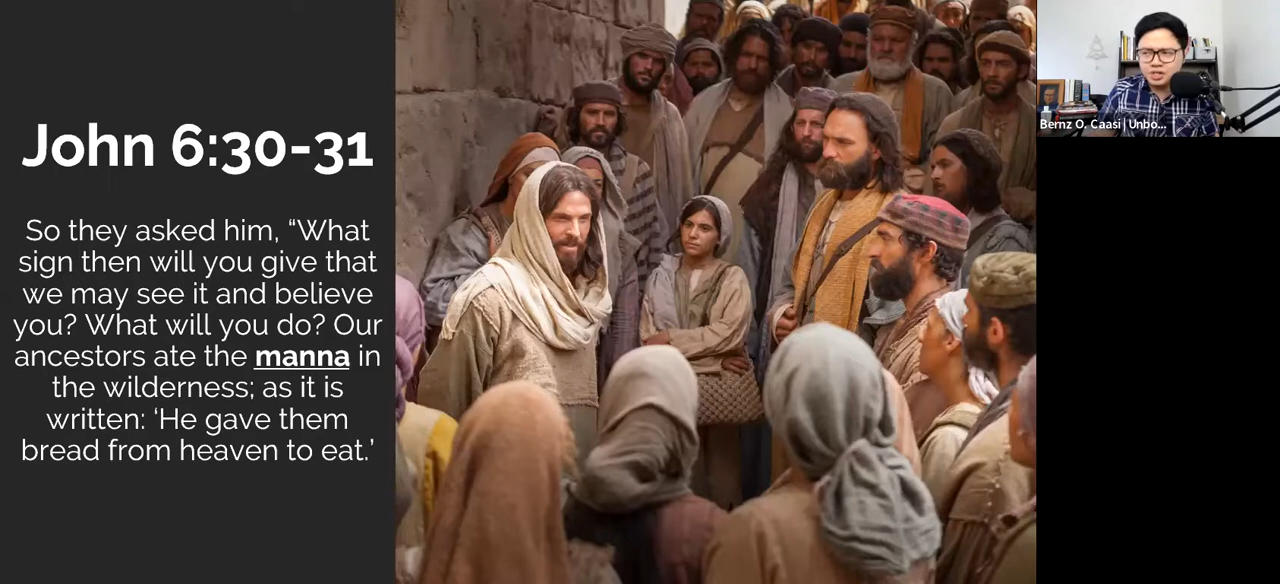 John 6:30-31
So they asked him, “What
sign then will you give that
we may see it and believe
you? What will you do? Our
ancestors ate the manna in
the wilderness; as it is
written: ‘He gave them
bread from heaven to eat.’
Bernz O. Caasi | Unbo...